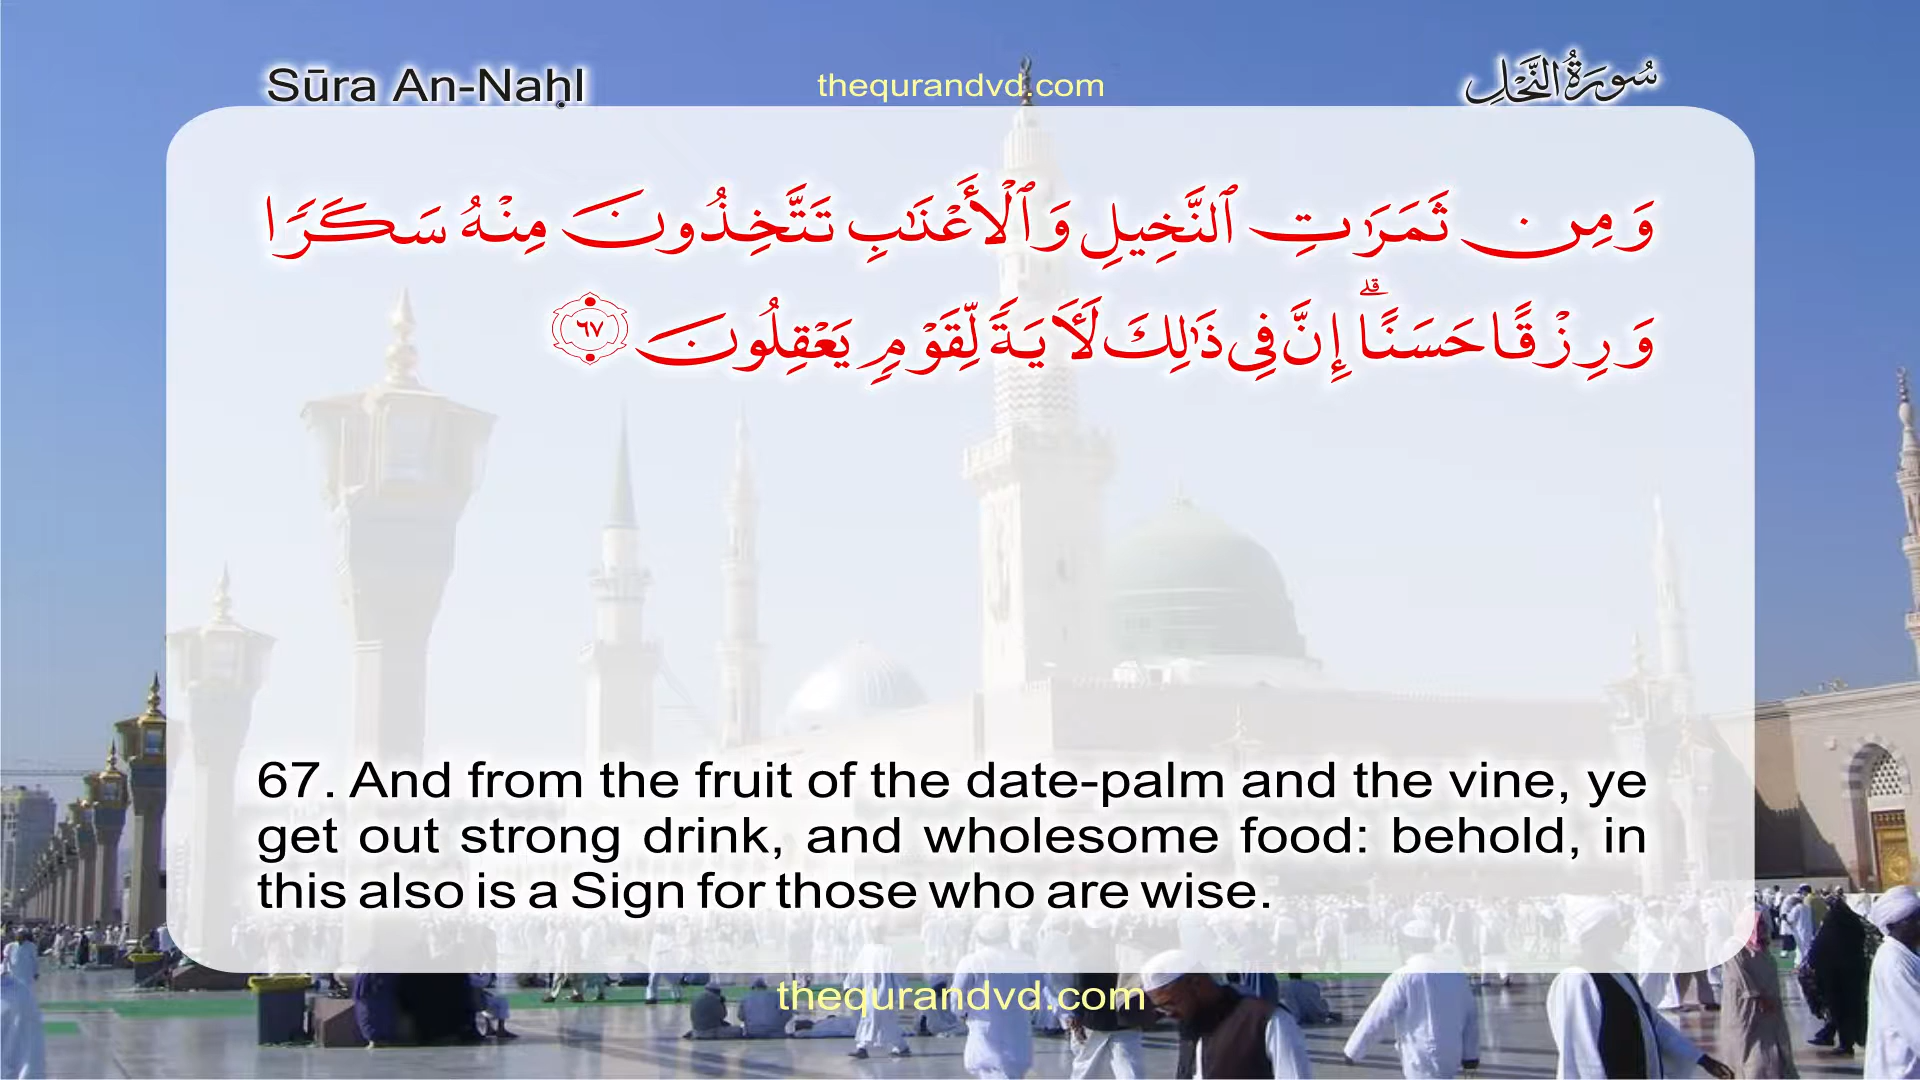 Sūra An-Naḥl
thequrandvd.com
سُورَةُ النَّحْلِ
وَمِن ثَمَرَٰتِ ٱلنَّخِيلِ وَٱلْأَعْنَٰبِ تَتَّخِذُونَ مِنْهُ سَكَرًا
وَرِزْقًا حَسَنًا ۗ إِنَّ فِى ذَٰلِكَ لَـَٔايَةً لِّقَوْمٍ يَعْقِلُونَ ٦٧
67. And from the fruit of the date-palm and the vine, ye
get out strong drink, and wholesome food: behold, in
this also is a Sign for those who are wise.
thequrandvd.com